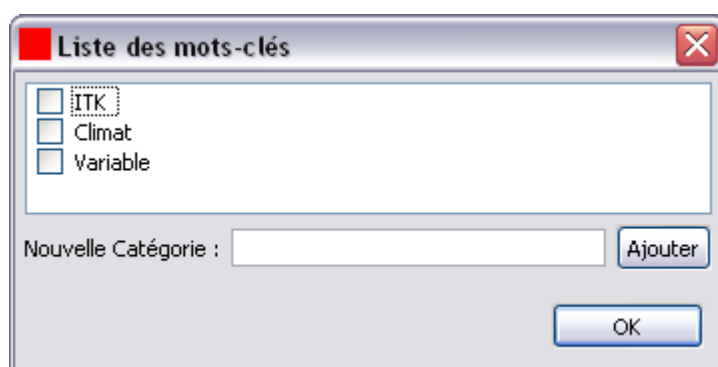 Liste des mots-clés
ITK
Climat
Variable
Nouvelle Catégorie : Ajouter
OK